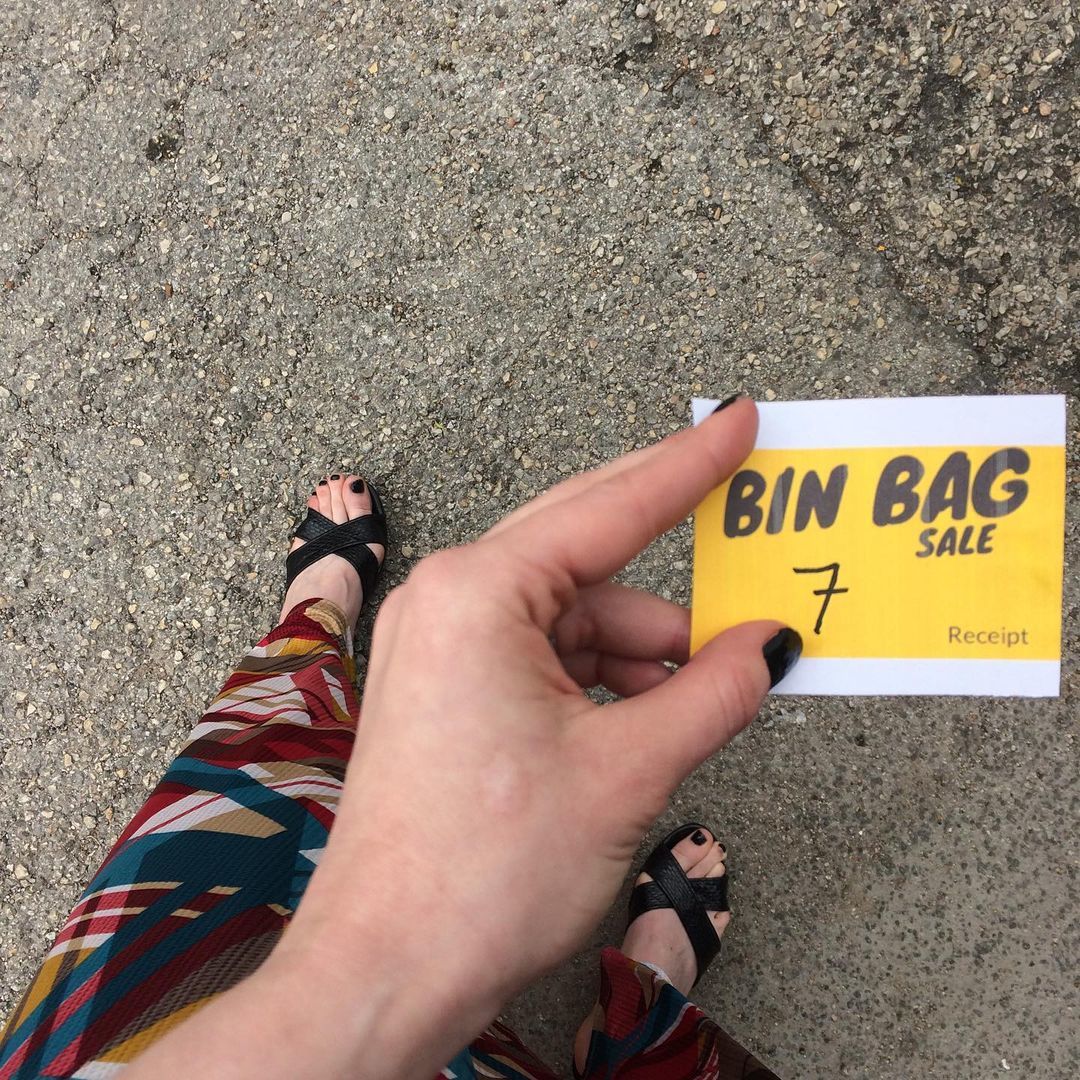 BIN BAG
SALE
7
Receipt